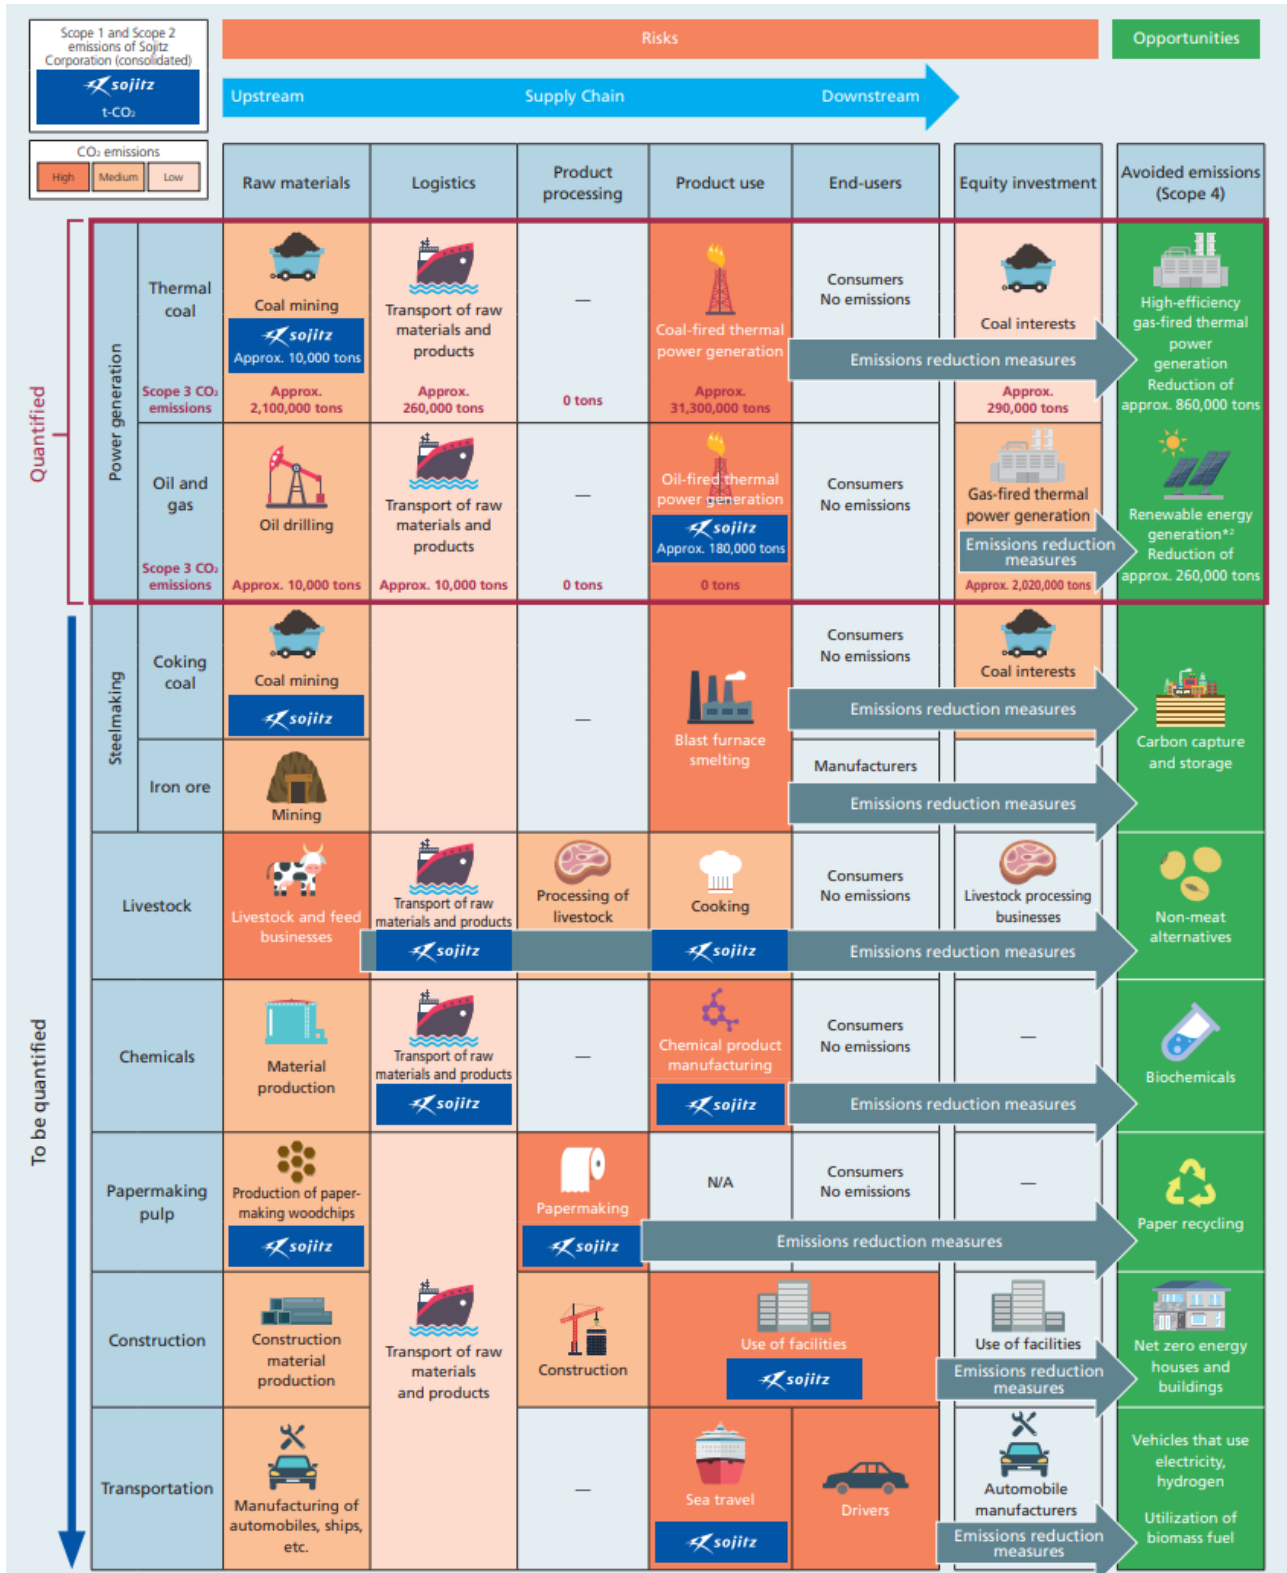 Scope 1 and Scope 2
emissions of Sojitz
Corporation (consolidated)
sojitz
t-CO₂
Risks
Opportunities
Upstream
Supply Chain
Downstream
CO₂ emissions
High
Medium
Low
Raw materials
Logistics
Product
processing
Product use
End-users
Equity investment
Avoided emissions
(Scope 4)
Quantified
Power generation
Thermal
coal
Coal mining
sojitz
Approx. 10,000 tons
Transport of raw
materials and
products
—
Coal-fired thermal
power generation
Consumers
No emissions
Coal interests
Emissions reduction measures
High-efficiency
gas-fired thermal
power
generation
Reduction of
approx. 860,000 tons
Scope 3 CO₂
emissions
Approx.
2,100,000 tons
Approx.
260,000 tons
0 tons
Approx.
31,300,000 tons
Approx.
290,000 tons
Oil and
gas
Oil drilling
Transport of raw
materials and
products
—
Oil-fired thermal
power generation
sojitz
Approx. 180,000 tons
Consumers
No emissions
Gas-fired thermal
power generation
Emissions reduction
measures
Renewable energy
generation*²
Reduction of
approx. 260,000 tons
Scope 3 CO₂
emissions
Approx. 10,000 tons
Approx. 10,000 tons
0 tons
0 tons
Approx. 2,020,000 tons
To be quantified
Steelmaking
Coking
coal
Coal mining
sojitz
—
Blast furnace
smelting
Consumers
No emissions
Coal interests
Emissions reduction measures
Carbon capture
and storage
Iron ore
Mining
Manufacturers
Emissions reduction measures
Livestock
Livestock and feed
businesses
Transport of raw
materials and products
sojitz
Processing of
livestock
Cooking
sojitz
Consumers
No emissions
Livestock processing
businesses
Emissions reduction measures
Non-meat
alternatives
Chemicals
Material
production
Transport of raw
materials and products
sojitz
—
Chemical product
manufacturing
sojitz
Consumers
No emissions
—
Emissions reduction measures
Biochemicals
Papermaking
pulp
Production of paper-
making woodchips
sojitz
Papermaking
sojitz
N/A
Consumers
No emissions
—
Emissions reduction measures
Paper recycling
Construction
Construction
material
production
Transport of raw
materials
and products
Construction
Use of facilities
sojitz
Use of facilities
Emissions reduction
measures
Net zero energy
houses and
buildings
Transportation
Manufacturing of
automobiles, ships,
etc.
—
Sea travel
sojitz
Drivers
Automobile
manufacturers
Emissions reduction
measures
Vehicles that use
electricity,
hydrogen
Utilization of
biomass fuel